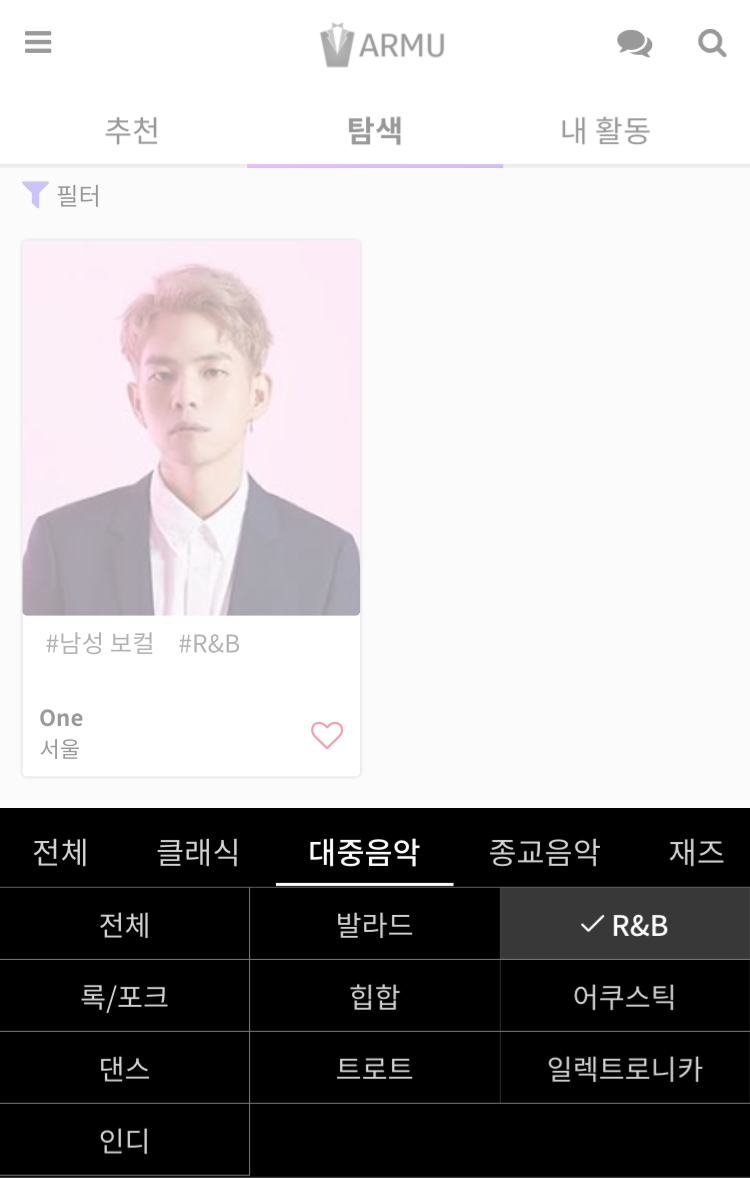 ARMU
추천 탐색 내 활동
필터
#남성 보컬 #R&B
One
서울
전체 클래식 대중음악 종교음악 재즈
전체 발라드 R&B
록/포크 힙합 어쿠스틱
댄스 트로트 일렉트로니카
인디